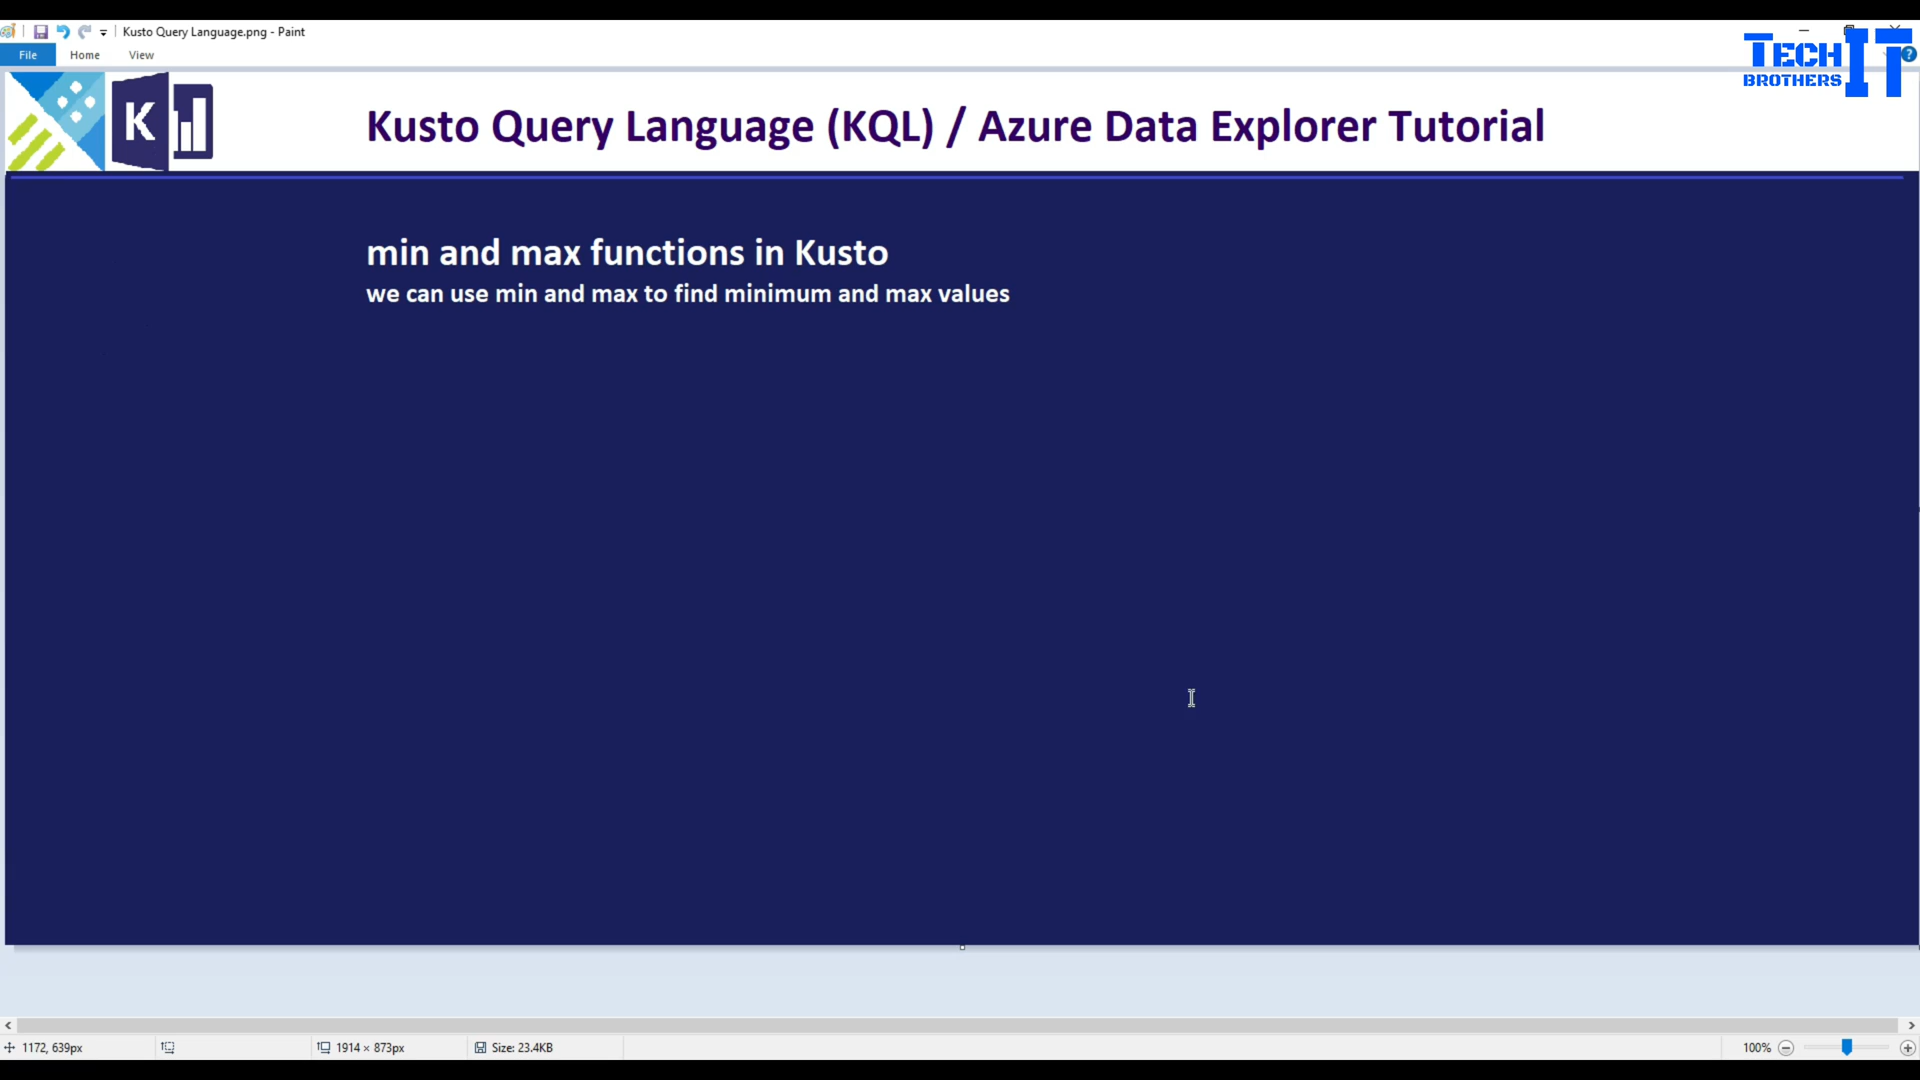 Kusto Query Language.png - Paint
File Home View
TECH IT
BROTHERS
K
Kusto Query Language (KQL) / Azure Data Explorer Tutorial
min and max functions in Kusto
we can use min and max to find minimum and max values
1172, 639px 1914 × 873px Size: 23.4KB 100%